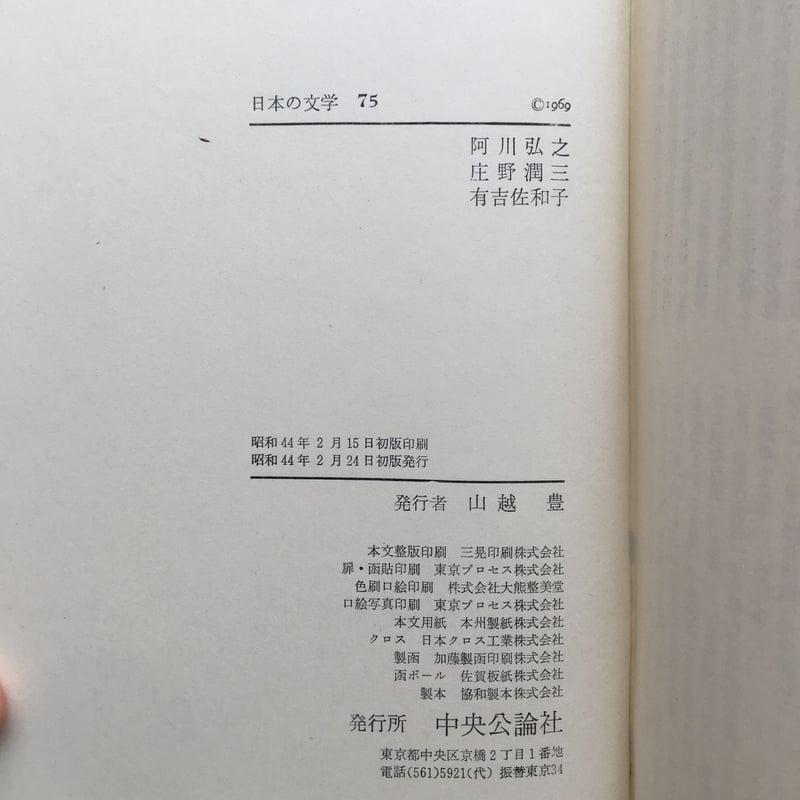 日本の文学 75 ©1969
阿川弘之
庄野潤三
有吉佐和子
昭和44年2月15日初版印刷
昭和44年2月24日初版発行
発行者 山越 豊
本文整版印刷 三晃印刷株式会社
扉・函貼印刷 東京プロセス株式会社
色刷口絵印刷 株式会社大熊整美堂
口絵写真印刷 東京プロセス株式会社
本文用紙 本州製紙株式会社
クロス 日本クロス工業株式会社
製函 加藤製函印刷株式会社
函ボール 佐賀板紙株式会社
製本 協和製本株式会社
発行所 中央公論社
東京都中央区京橋2丁目1番地
電話(561)5921(代) 振替東京34